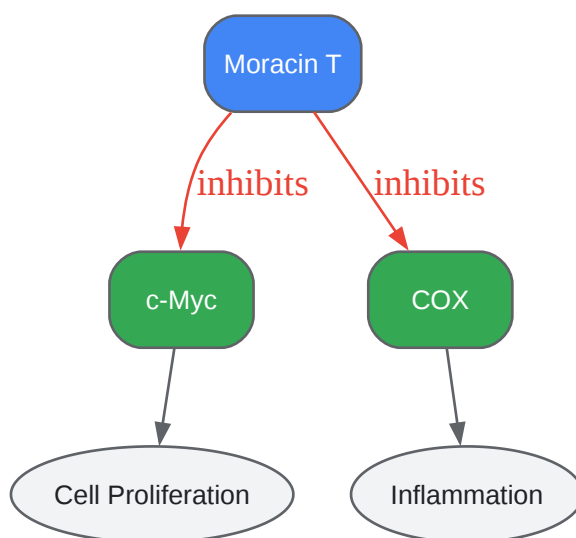 Moracin T
inhibits
inhibits
c-Myc
COX
Cell Proliferation
Inflammation